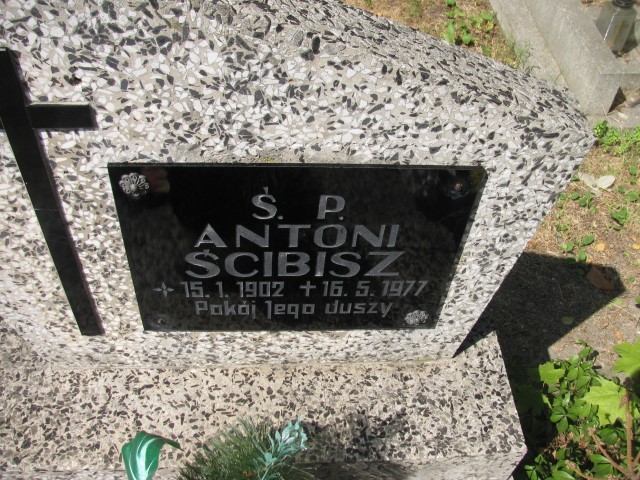 Ś. P.
ANTONI
ŚCIBISZ
✶ 15. 1. 1902 ✝ 16. 5. 1977
Pokój Jego duszy